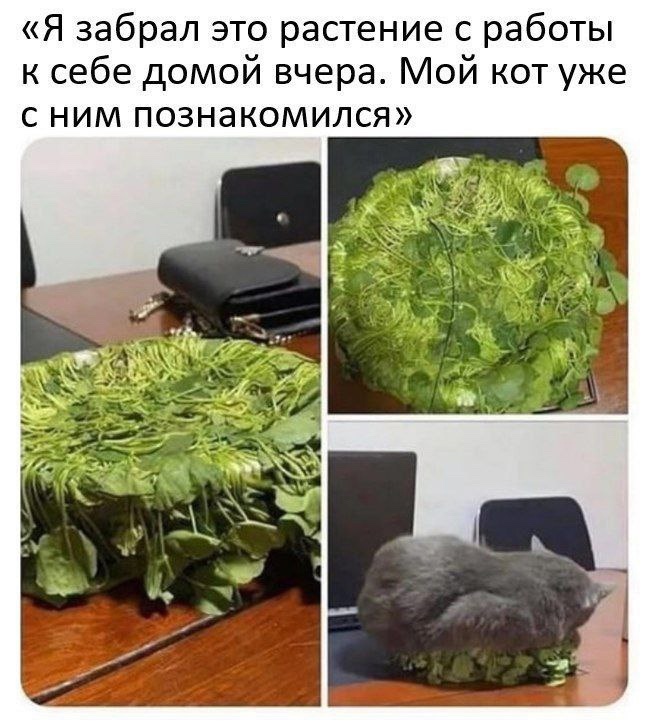 «Я забрал это растение с работы
к себе домой вчера. Мой кот уже
с ним познакомился»